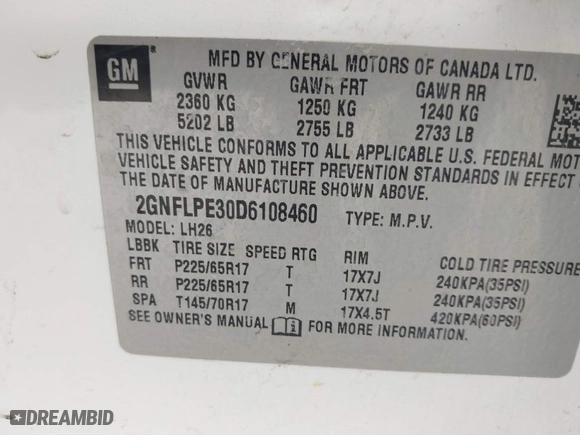 GM
MFD BY GENERAL MOTORS OF CANADA LTD.
GVWR GAWR FRT GAWR RR
2360 KG 1250 KG 1240 KG
5202 LB 2755 LB 2733 LB
THIS VEHICLE CONFORMS TO ALL APPLICABLE U.S. FEDERAL MOT
VEHICLE SAFETY AND THEFT PREVENTION STANDARDS IN EFFECT
THE DATE OF MANUFACTURE SHOWN ABOVE.
2GNFLPE30D6108460 TYPE: M.P.V.
MODEL: LH26
LBBK TIRE SIZE SPEED RTG RIM COLD TIRE PRESSURE
FRT P225/65R17 T 17X7J 240KPA(35PSI)
RR P225/65R17 T 17X7J 240KPA(35PSI)
SPA T145/70R17 M 17X4.5T 420KPA(60PSI)
SEE OWNER'S MANUAL FOR MORE INFORMATION.
DREAMBID